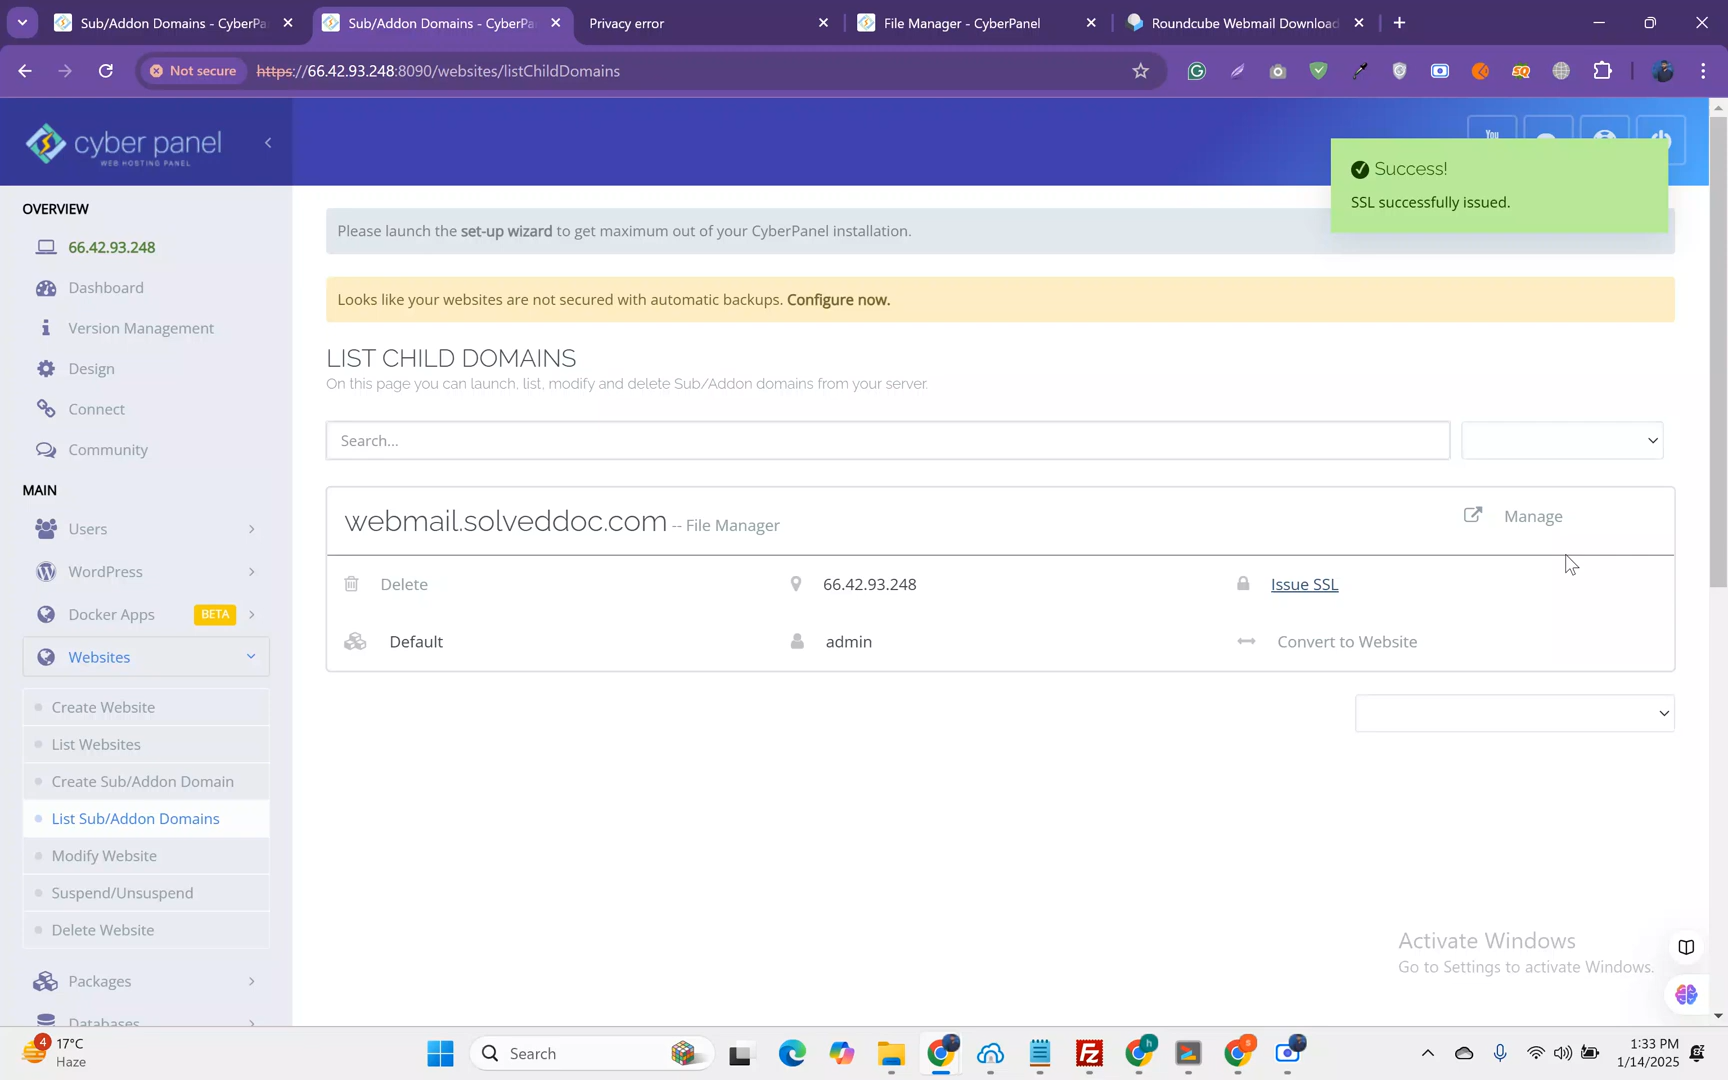 Sub/Addon Domains - CyberPa
Sub/Addon Domains - CyberPa
Privacy error
File Manager - CyberPanel
Roundcube Webmail Download
Not secure
https://66.42.93.248:8090/websites/listChildDomains
cyber panel
WEB HOSTING PANEL
You
Success!
SSL successfully issued.
OVERVIEW
66.42.93.248
Dashboard
Version Management
Design
Connect
Community
MAIN
Users
WordPress
Docker Apps
BETA
Websites
Create Website
List Websites
Create Sub/Addon Domain
List Sub/Addon Domains
Modify Website
Suspend/Unsuspend
Delete Website
Packages
Databases
Please launch the set-up wizard to get maximum out of your CyberPanel installation.
Looks like your websites are not secured with automatic backups. Configure now.
LIST CHILD DOMAINS
On this page you can launch, list, modify and delete Sub/Addon domains from your server.
Search...
webmail.solveddoc.com -- File Manager
Manage
Delete
66.42.93.248
Issue SSL
Default
admin
Convert to Website
Activate Windows
Go to Settings to activate Windows.
4
17°C
Haze
Search
h
s
1:33 PM
1/14/2025